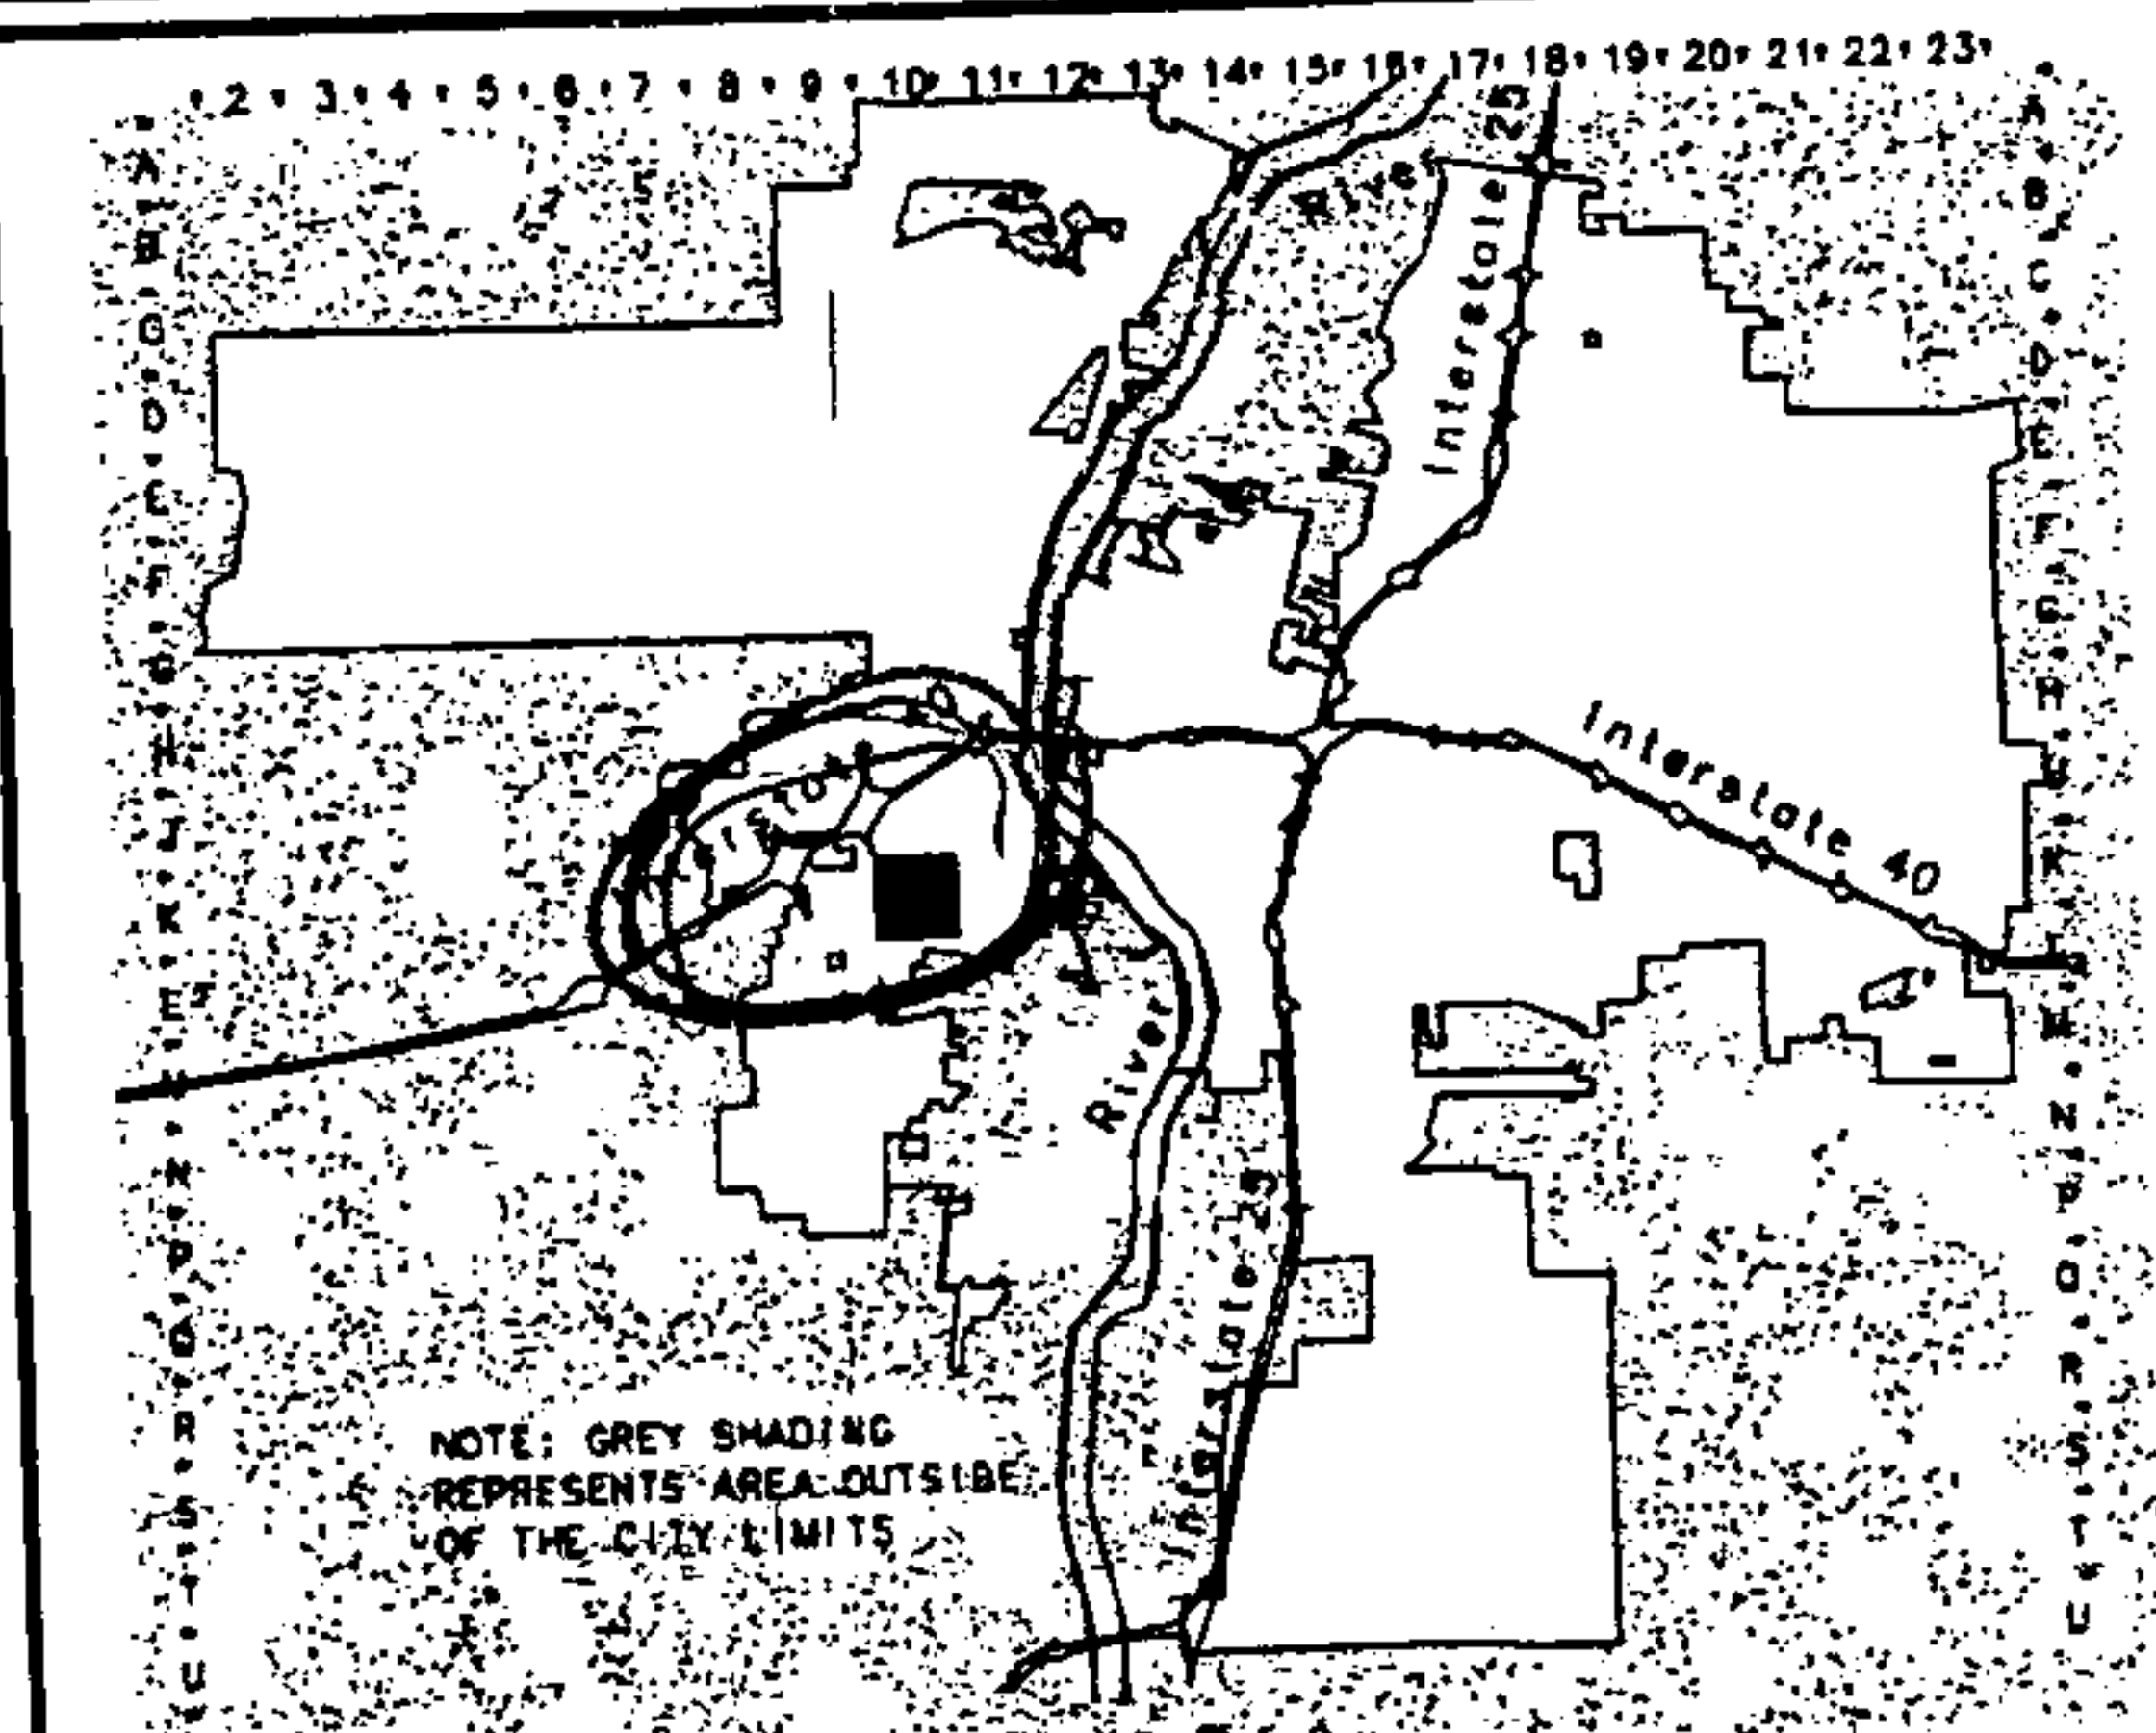 2 3 4 5 6 7 8 9 10 11 12 13 14 15 16 17 18 19 20 21 22 23
A
B
C
D
E
F
G
H
J
K
N
P
R
S
T
U
A
B
C
D
E
F
G
H
K
M
N
P
R
S
T
U
River
Interstate 25
Interstate 40
River
Interstate 25
NOTE: GREY SHADING
REPRESENTS AREA OUTSIDE
OF THE CITY LIMITS